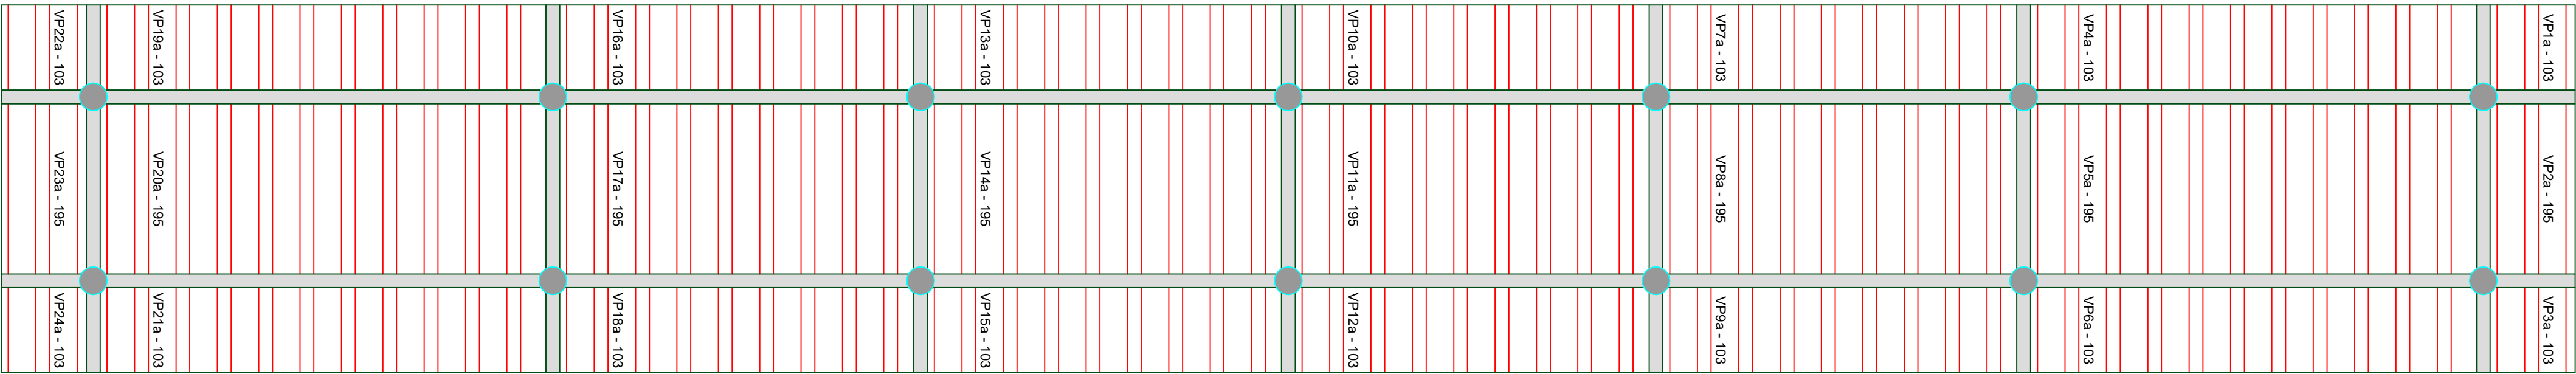 VP22a - 103
VP19a - 103
VP16a - 103
VP13a - 103
VP10a - 103
VP7a - 103
VP4a - 103
VP1a - 103
VP23a - 195
VP20a - 195
VP17a - 195
VP14a - 195
VP11a - 195
VP8a - 195
VP5a - 195
VP2a - 195
VP24a - 103
VP21a - 103
VP18a - 103
VP15a - 103
VP12a - 103
VP9a - 103
VP6a - 103
VP3a - 103